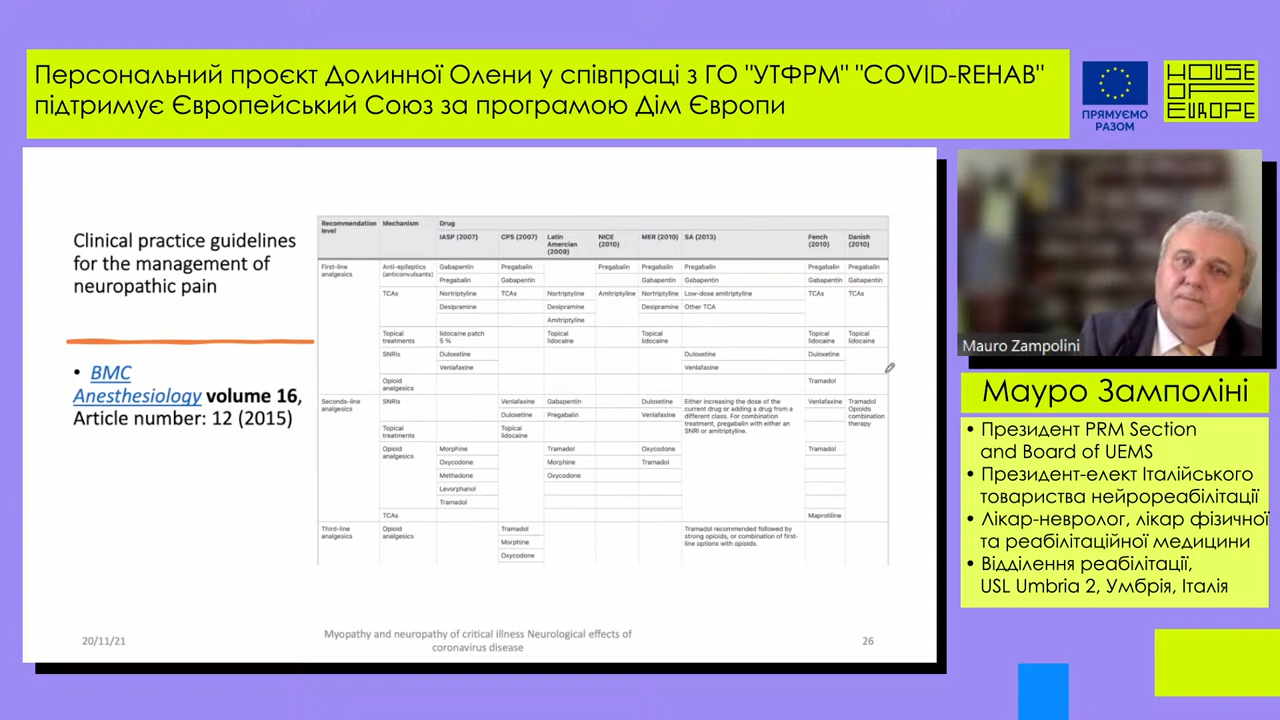 Персональний проєкт Долинної Олени у співпраці з ГО "УТФРМ" "COVID-REHAB"
підтримує Європейський Союз за програмою Дім Європи
ПРЯМУЄМО
РАЗОМ
HOUSE
OF
EUROPE
Clinical practice guidelines
for the management of
neuropathic pain
• BMC
Anesthesiology volume 16,
Article number: 12 (2015)
Recommendation level Mechanism Drug
IASP (2007) CPS (2007) Latin Amercian (2009) NICE (2010) MER (2010) SA (2013) Fench (2010) Danish (2010)
First-line analgesics Anti-epileptics (anticonvulsants) Gabapentin Pregabalin Pregabalin Pregabalin Pregabalin Pregabalin Pregabalin
Pregabalin Gabapentin Gabapentin Gabapentin Gabapentin Gabapentin
TCAs Nortriptyline TCAs Nortriptyline Amitriptyline Nortriptyline Low-dose amitriptyline TCAs TCAs
Desipramine Desipramine Desipramine Other TCA
Amitriptyline
Topical treatments lidocaine patch 5 % Topical lidocaine Topical lidocaine Topical lidocaine Topical lidocaine
SNRIs Duloxetine Duloxetine Duloxetine
Venlafaxine Venlafaxine
Opioid analgesics Tramadol
Seconds-line analgesics SNRIs Venlafaxine Gabapentin Duloxetine Either increasing the dose of the current drug or adding a drug from a different class. For combination treatment, pregabalin with either an SNRI or amitriptyline. Venlafaxine Tramadol Opioids combination therapy
Duloxetine Pregabalin Venlafaxine
Topical treatments Topical lidocaine
Opioid analgesics Morphine Tramadol Oxycodone Tramadol
Oxycodone Morphine Tramadol
Methadone Oxycodone
Levorphanol
Tramadol
TCAs Maprotiline
Third-line analgesics Opioid analgesics Tramadol Tramadol recommended followed by strong opioids, or combination of first-line options with opioids.
Morphine
Oxycodone
20/11/21
Myopathy and neuropathy of critical illness Neurological effects of
coronavirus disease
26
Mauro Zampolini
Мауро Замполіні
• Президент PRM Section
and Board of UEMS
• Президент-елект Італійського
товариства нейрореабілітації
• Лікар-невролог, лікар фізичної
та реабілітаційної медицини
• Відділення реабілітації,
USL Umbria 2, Умбрія, Італія